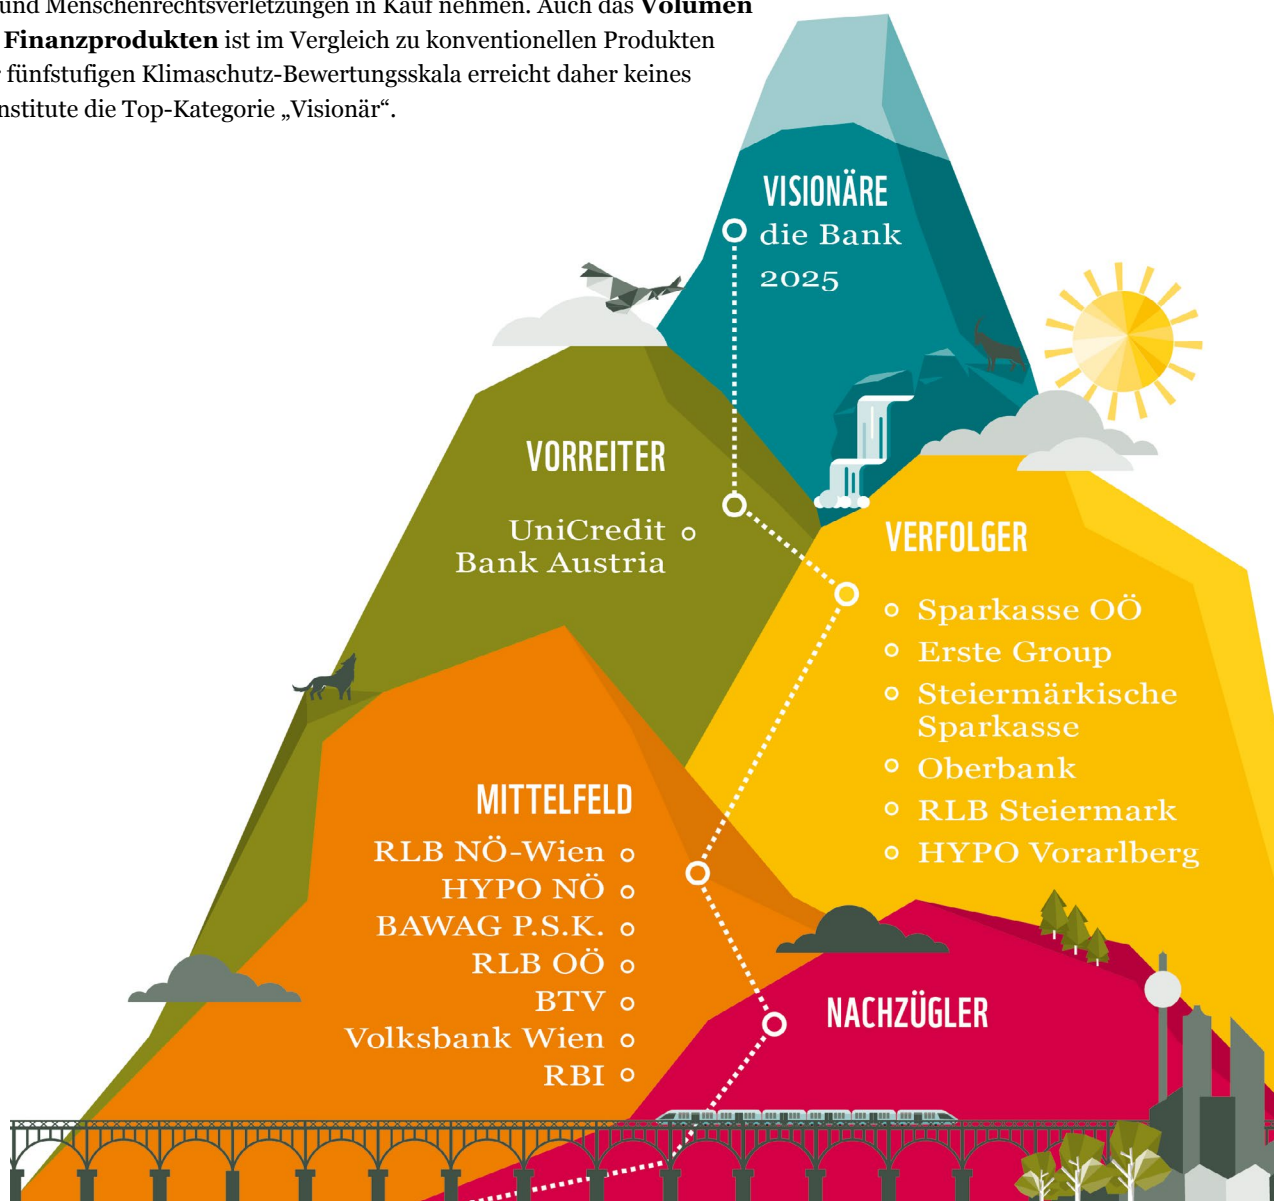 und Menschenrechtsverletzungen in Kauf nehmen. Auch das Volumen
Finanzprodukten ist im Vergleich zu konventionellen Produkten
fünfstufigen Klimaschutz-Bewertungsskala erreicht daher keines
nstitute die Top-Kategorie „Visionär“.
VISIONÄRE
die Bank
2025
VORREITER
UniCredit
Bank Austria
VERFOLGER
Sparkasse OÖ
Erste Group
Steiermärkische
Sparkasse
Oberbank
RLB Steiermark
HYPO Vorarlberg
MITTELFELD
RLB NÖ-Wien
HYPO NÖ
BAWAG P.S.K.
RLB OÖ
BTV
Volksbank Wien
RBI
NACHZÜGLER